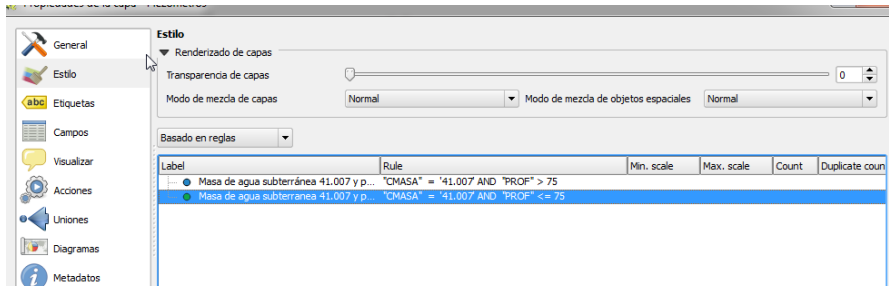 Propiedades de la capa - Piezómetros
General
Estilo
Etiquetas
Campos
Visualizar
Acciones
Uniones
Diagramas
Metadatos
Estilo
Renderizado de capas
Transparencia de capas 0
Modo de mezcla de capas Normal Modo de mezcla de objetos espaciales Normal
Basado en reglas
Label Rule Min. scale Max. scale Count Duplicate coun
Masa de agua subterránea 41.007 y p... "CMASA" = '41.007' AND "PROF" > 75
Masa de agua subterranea 41.007 y p... "CMASA" = '41.007' AND "PROF" <= 75
abc